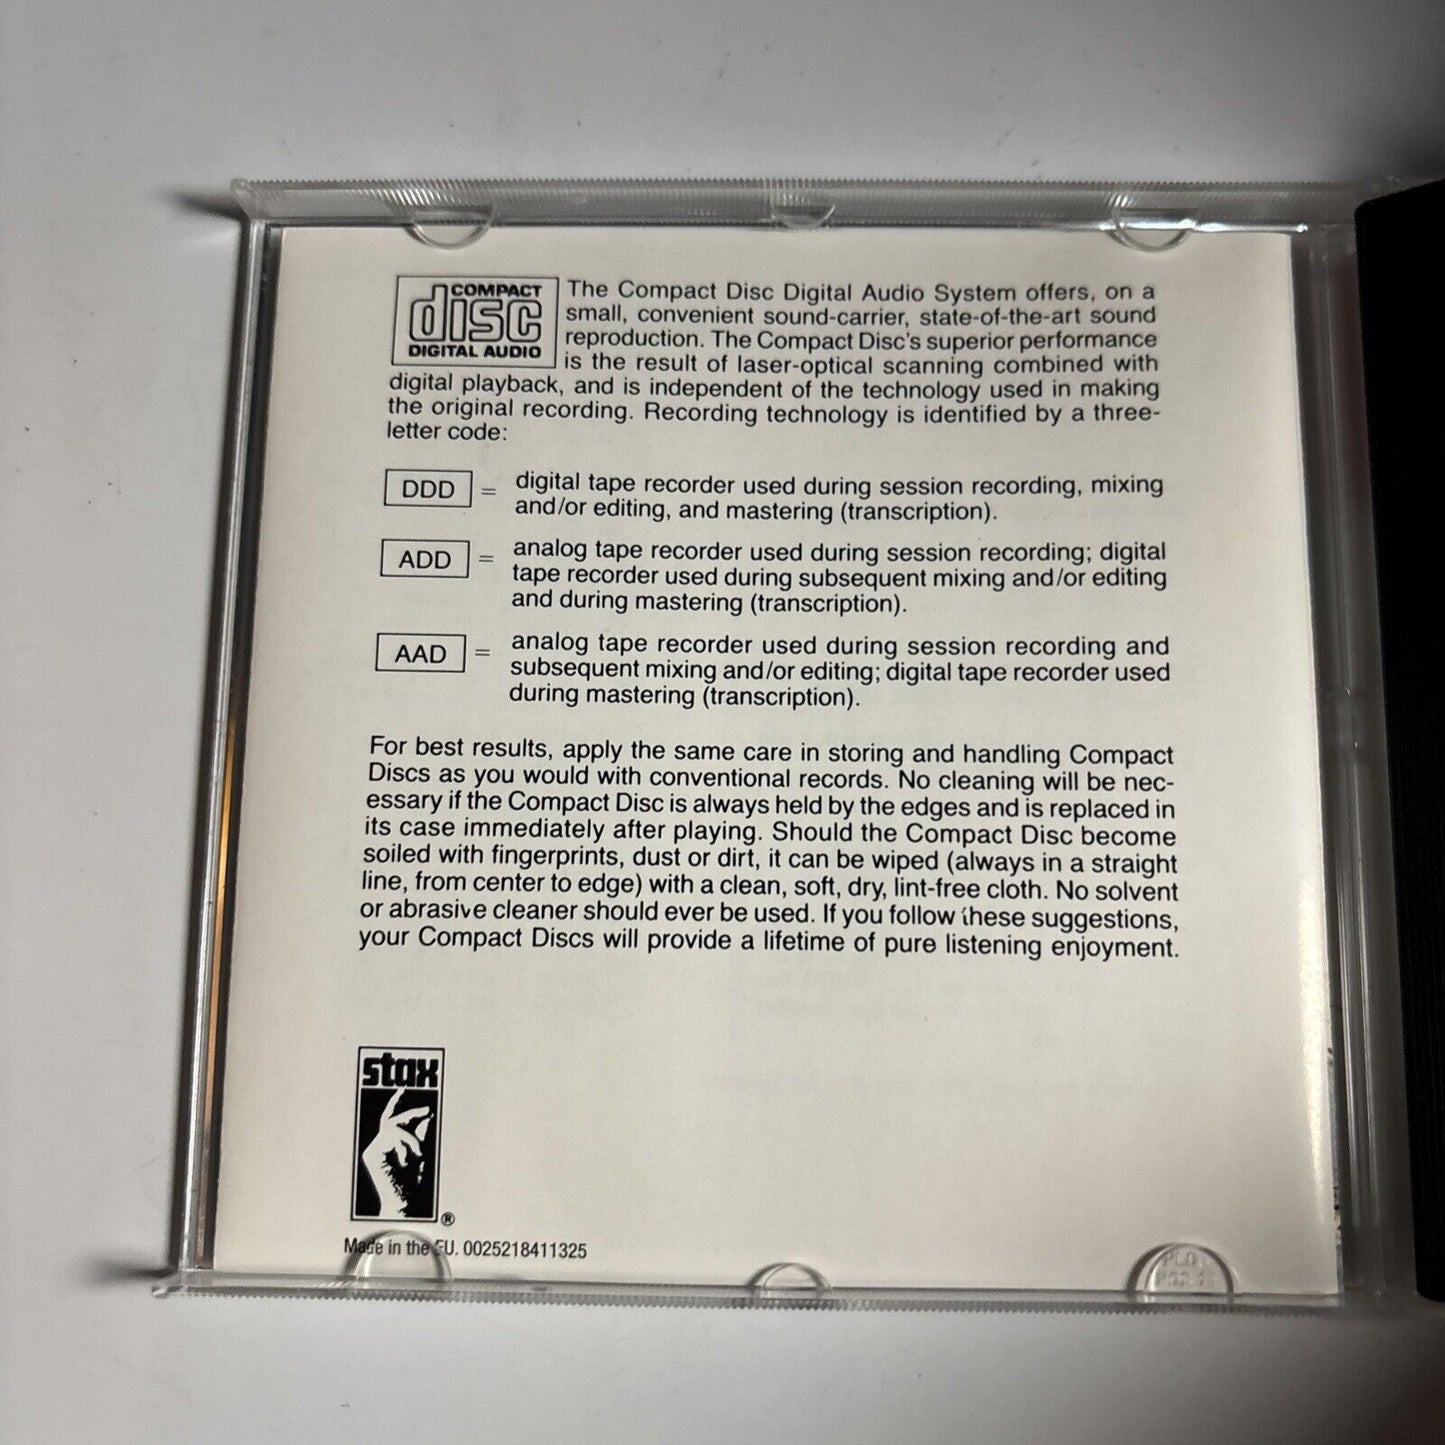 COMPACT
disc
DIGITAL AUDIO
The Compact Disc Digital Audio System offers, on a
small, convenient sound-carrier, state-of-the-art sound
reproduction. The Compact Disc's superior performance
is the result of laser-optical scanning combined with
digital playback, and is independent of the technology used in making
the original recording. Recording technology is identified by a three-
letter code:
DDD = digital tape recorder used during session recording, mixing
and/or editing, and mastering (transcription).
ADD = analog tape recorder used during session recording; digital
tape recorder used during subsequent mixing and/or editing
and during mastering (transcription).
AAD = analog tape recorder used during session recording and
subsequent mixing and/or editing; digital tape recorder used
during mastering (transcription).
For best results, apply the same care in storing and handling Compact
Discs as you would with conventional records. No cleaning will be nec-
essary if the Compact Disc is always held by the edges and is replaced in
its case immediately after playing. Should the Compact Disc become
soiled with fingerprints, dust or dirt, it can be wiped (always in a straight
line, from center to edge) with a clean, soft, dry, lint-free cloth. No solvent
or abrasive cleaner should ever be used. If you follow these suggestions,
your Compact Discs will provide a lifetime of pure listening enjoyment.
stax
®
Made in the EU. 0025218411325